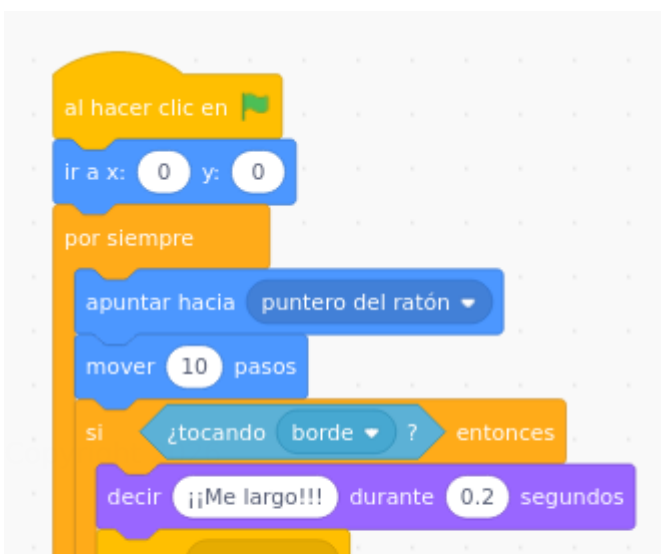 al hacer clic en
ir a x: 0 y: 0
por siempre
apuntar hacia puntero del ratón
mover 10 pasos
si ¿tocando borde ? entonces
decir ¡¡Me largo!!! durante 0.2 segundos